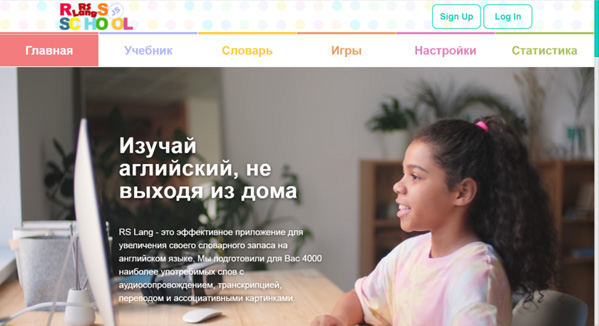 RS
Lang
RS
SCHOOL
Sign Up
Log In
Главная
Учебник
Словарь
Игры
Настройки
Статистика
Изучай
аглийский, не
выходя из дома
RS Lang - это эффективное приложение для
увеличения своего словарного запаса на
английском языке. Мы подготовили для Вас 4000
наиболее употребимых слов с
аудиосопровождением, транскрипцией,
переводом и ассоциативными картинками.